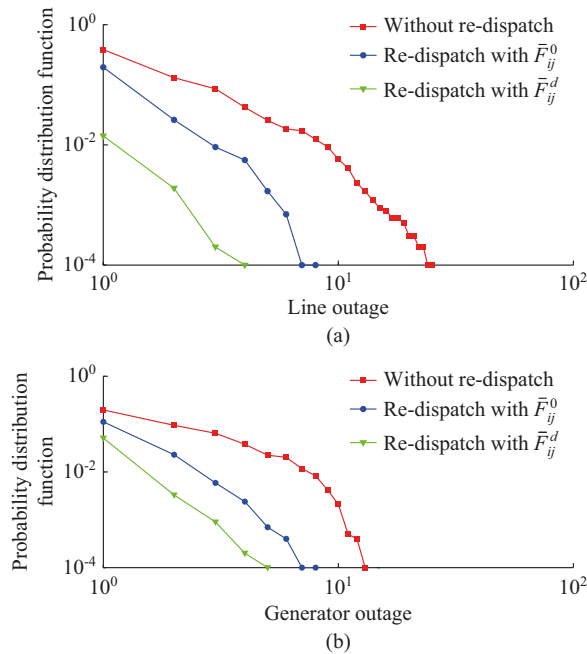 Probability distribution function
10^0
10^-2
10^-4
Without re-dispatch
Re-dispatch with F̄_ij^0
Re-dispatch with F̄_ij^d
10^0
10^1
10^2
Line outage
(a)
Probability distribution
function
10^0
10^-2
10^-4
Without re-dispatch
Re-dispatch with F̄_ij^0
Re-dispatch with F̄_ij^d
10^0
10^1
10^2
Generator outage
(b)